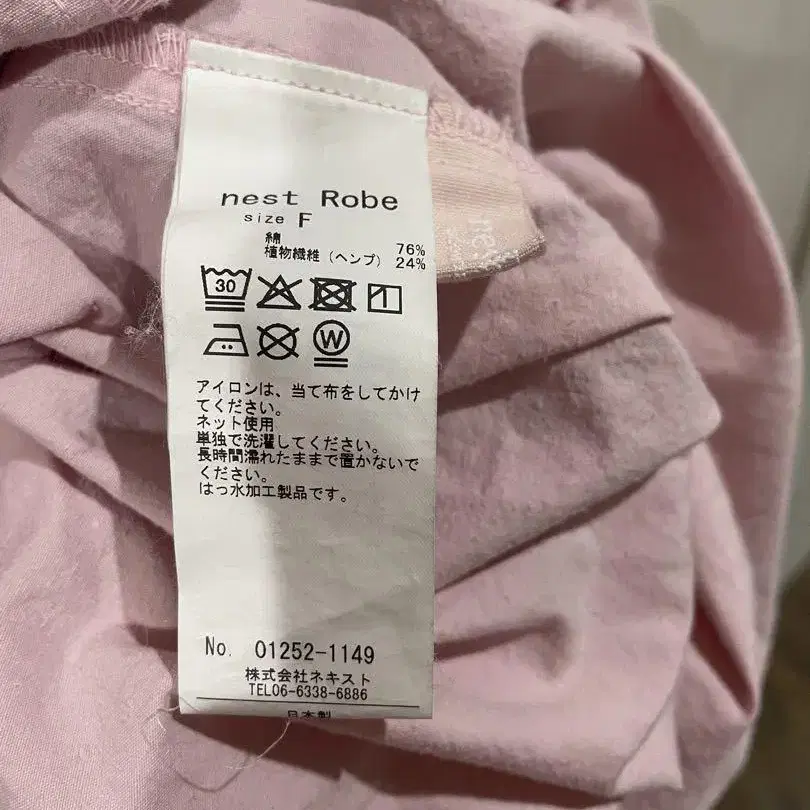 nest Robe
size F
綿 76%
植物繊維（ヘンプ） 24%
30
W
アイロンは、当て布をしてかけ
てください。
ネット使用
単独で洗濯してください。
長時間濡れたままで置かないで
ください。
はっ水加工製品です。
No. 01252-1149
株式会社ネキスト
TEL06-6338-6886
日本製